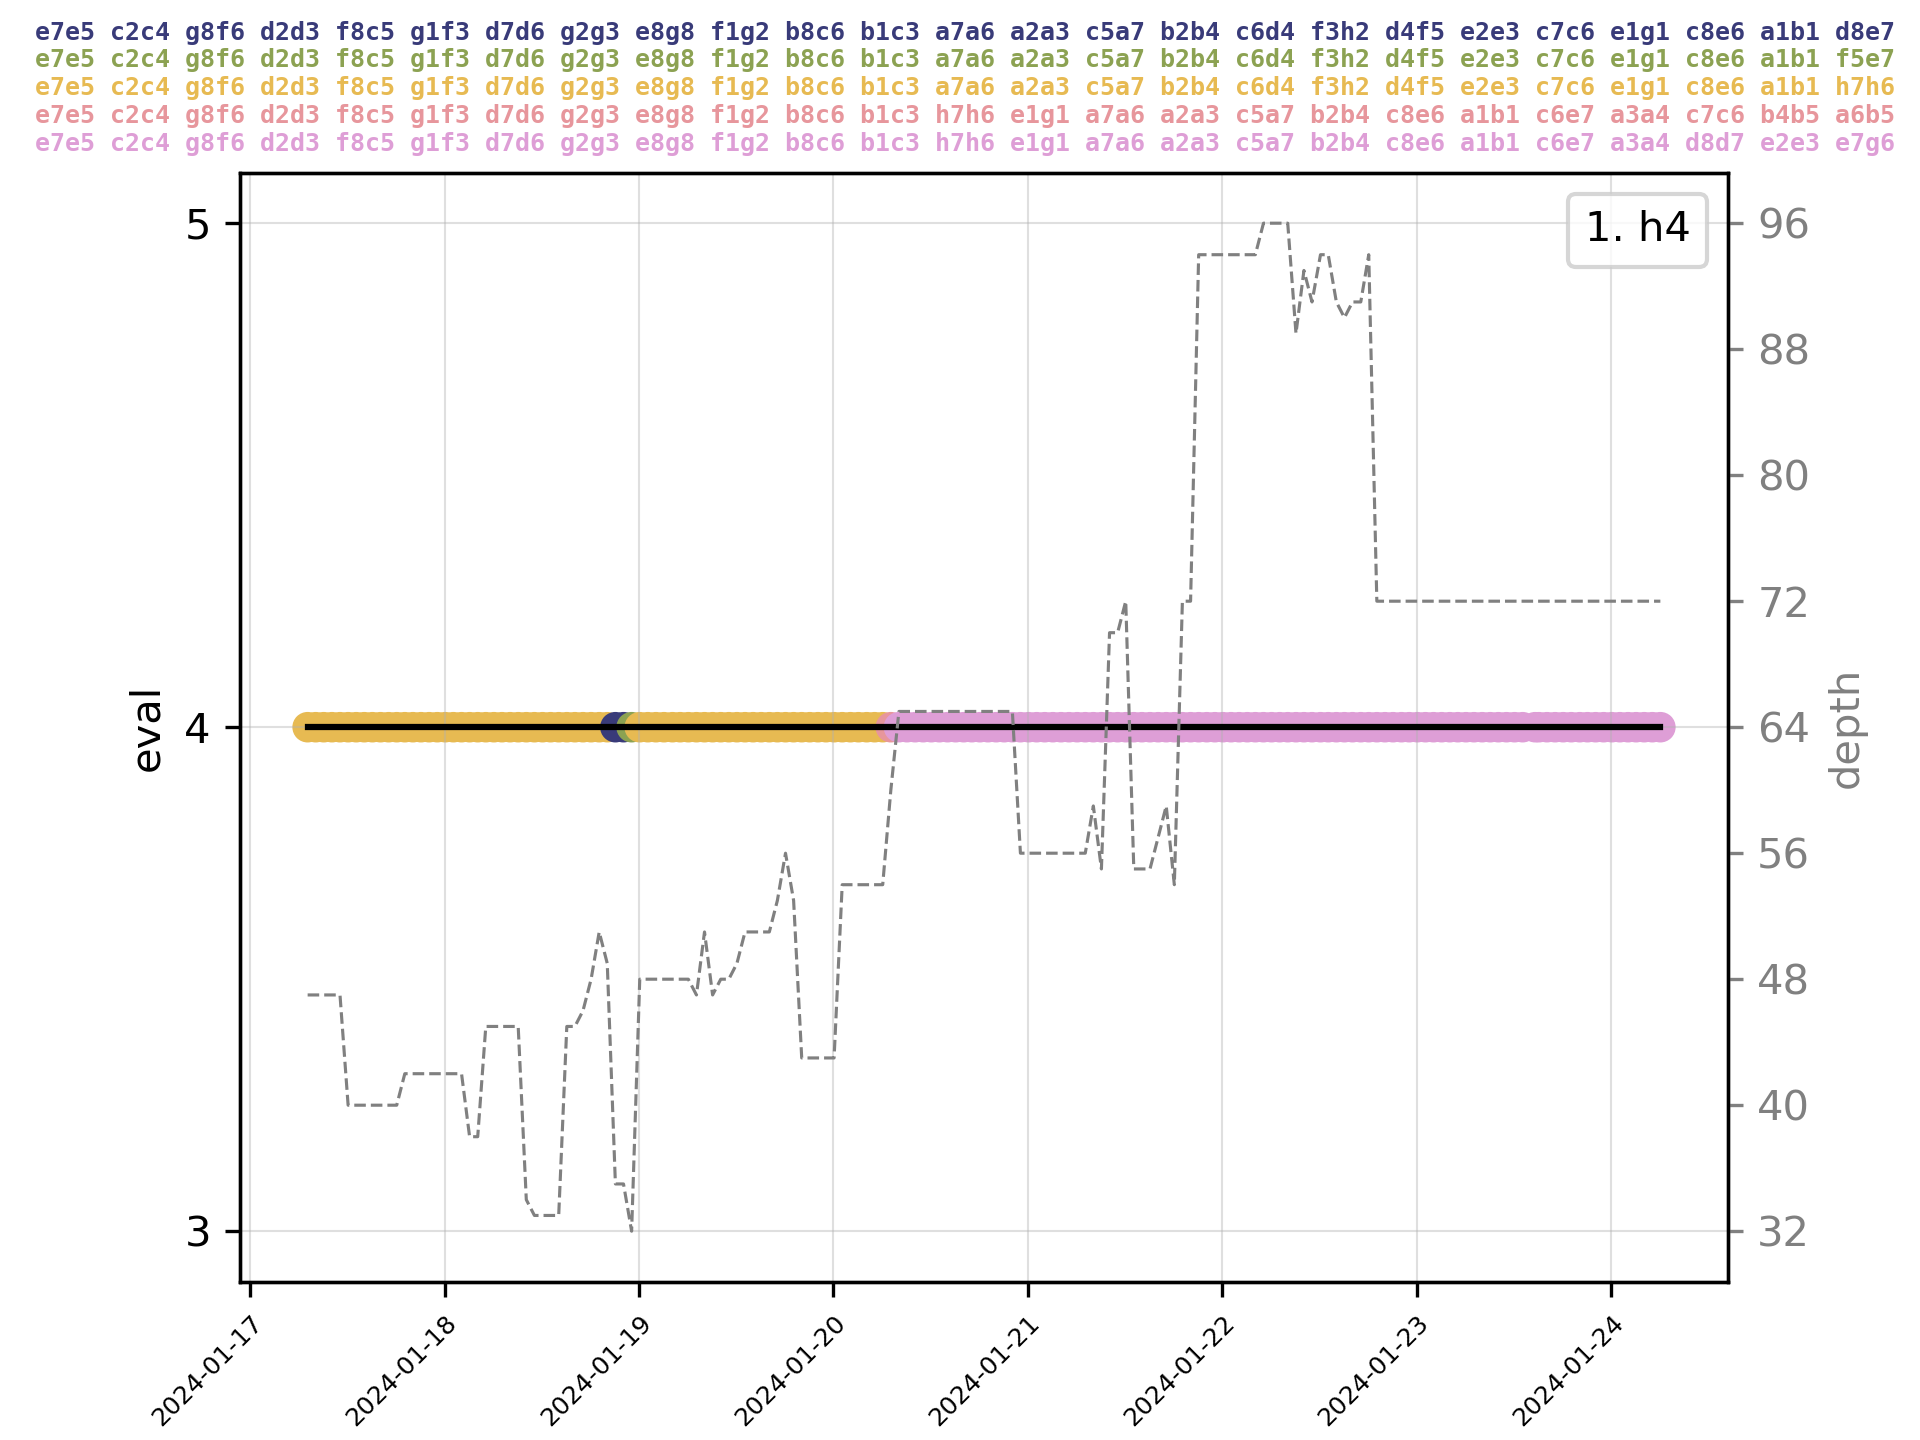 e7e5 c2c4 g8f6 d2d3 f8c5 g1f3 d7d6 g2g3 e8g8 f1g2 b8c6 b1c3 a7a6 a2a3 c5a7 b2b4 c6d4 f3h2 d4f5 e2e3 c7c6 e1g1 c8e6 a1b1 d8e7
e7e5 c2c4 g8f6 d2d3 f8c5 g1f3 d7d6 g2g3 e8g8 f1g2 b8c6 b1c3 a7a6 a2a3 c5a7 b2b4 c6d4 f3h2 d4f5 e2e3 c7c6 e1g1 c8e6 a1b1 f5e7
e7e5 c2c4 g8f6 d2d3 f8c5 g1f3 d7d6 g2g3 e8g8 f1g2 b8c6 b1c3 a7a6 a2a3 c5a7 b2b4 c6d4 f3h2 d4f5 e2e3 c7c6 e1g1 c8e6 a1b1 h7h6
e7e5 c2c4 g8f6 d2d3 f8c5 g1f3 d7d6 g2g3 e8g8 f1g2 b8c6 b1c3 h7h6 e1g1 a7a6 a2a3 c5a7 b2b4 c8e6 a1b1 c6e7 a3a4 c7c6 b4b5 a6b5
e7e5 c2c4 g8f6 d2d3 f8c5 g1f3 d7d6 g2g3 e8g8 f1g2 b8c6 b1c3 h7h6 e1g1 a7a6 a2a3 c5a7 b2b4 c8e6 a1b1 c6e7 a3a4 d8d7 e2e3 e7g6
1. h4
5
4
3
eval
96
88
80
72
64
56
48
40
32
depth
2024-01-17
2024-01-18
2024-01-19
2024-01-20
2024-01-21
2024-01-22
2024-01-23
2024-01-24